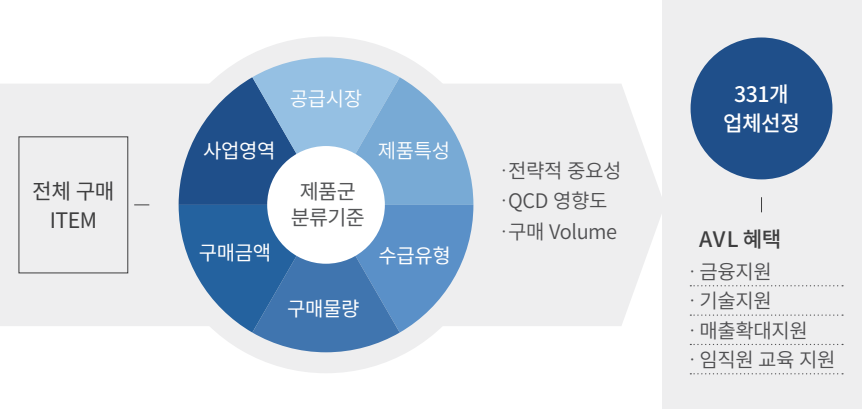 전체 구매
ITEM
공급시장
제품특성
수급유형
구매물량
구매금액
사업영역
제품군
분류기준
·전략적 중요성
·QCD 영향도
·구매 Volume
331개
업체선정
AVL 혜택
· 금융지원
· 기술지원
· 매출확대지원
· 임직원 교육 지원